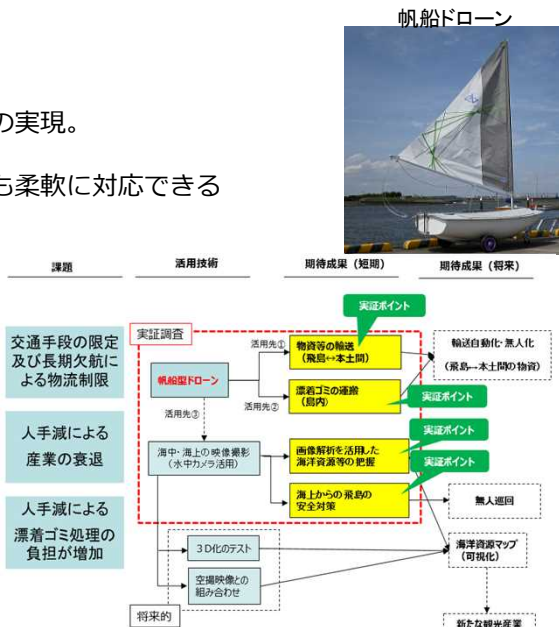 帆船ドローン
の実現。
も柔軟に対応できる
課題
活用技術
期待成果（短期）
期待成果（将来）
交通手段の限定
及び長期欠航に
よる物流制限
人手減による
産業の衰退
人手減による
漂着ゴミ処理の
負担が増加
実証調査
帆船型ドローン
活用先①
活用先②
活用先③
海中・海上の映像撮影
（水中カメラ活用）
実証ポイント
物資等の輸送
（飛島↔本土間）
漂着ゴミの運搬
（島内）
実証ポイント
実証ポイント
画像解析を活用した
海洋資源等の把握
実証ポイント
海上からの飛島の
安全対策
輸送自動化・無人化
（飛島↔本土間の物資）
無人巡回
3D化のテスト
空撮映像との
組み合わせ
将来的
海洋資源マップ
（可視化）
新たな観光産業